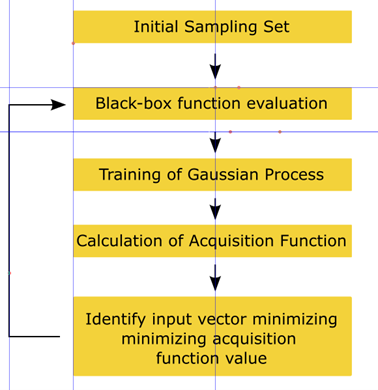 Initial Sampling Set
Black-box function evaluation
Training of Gaussian Process
Calculation of Acquisition Function
Identify input vector minimizing
minimizing acquisition
function value